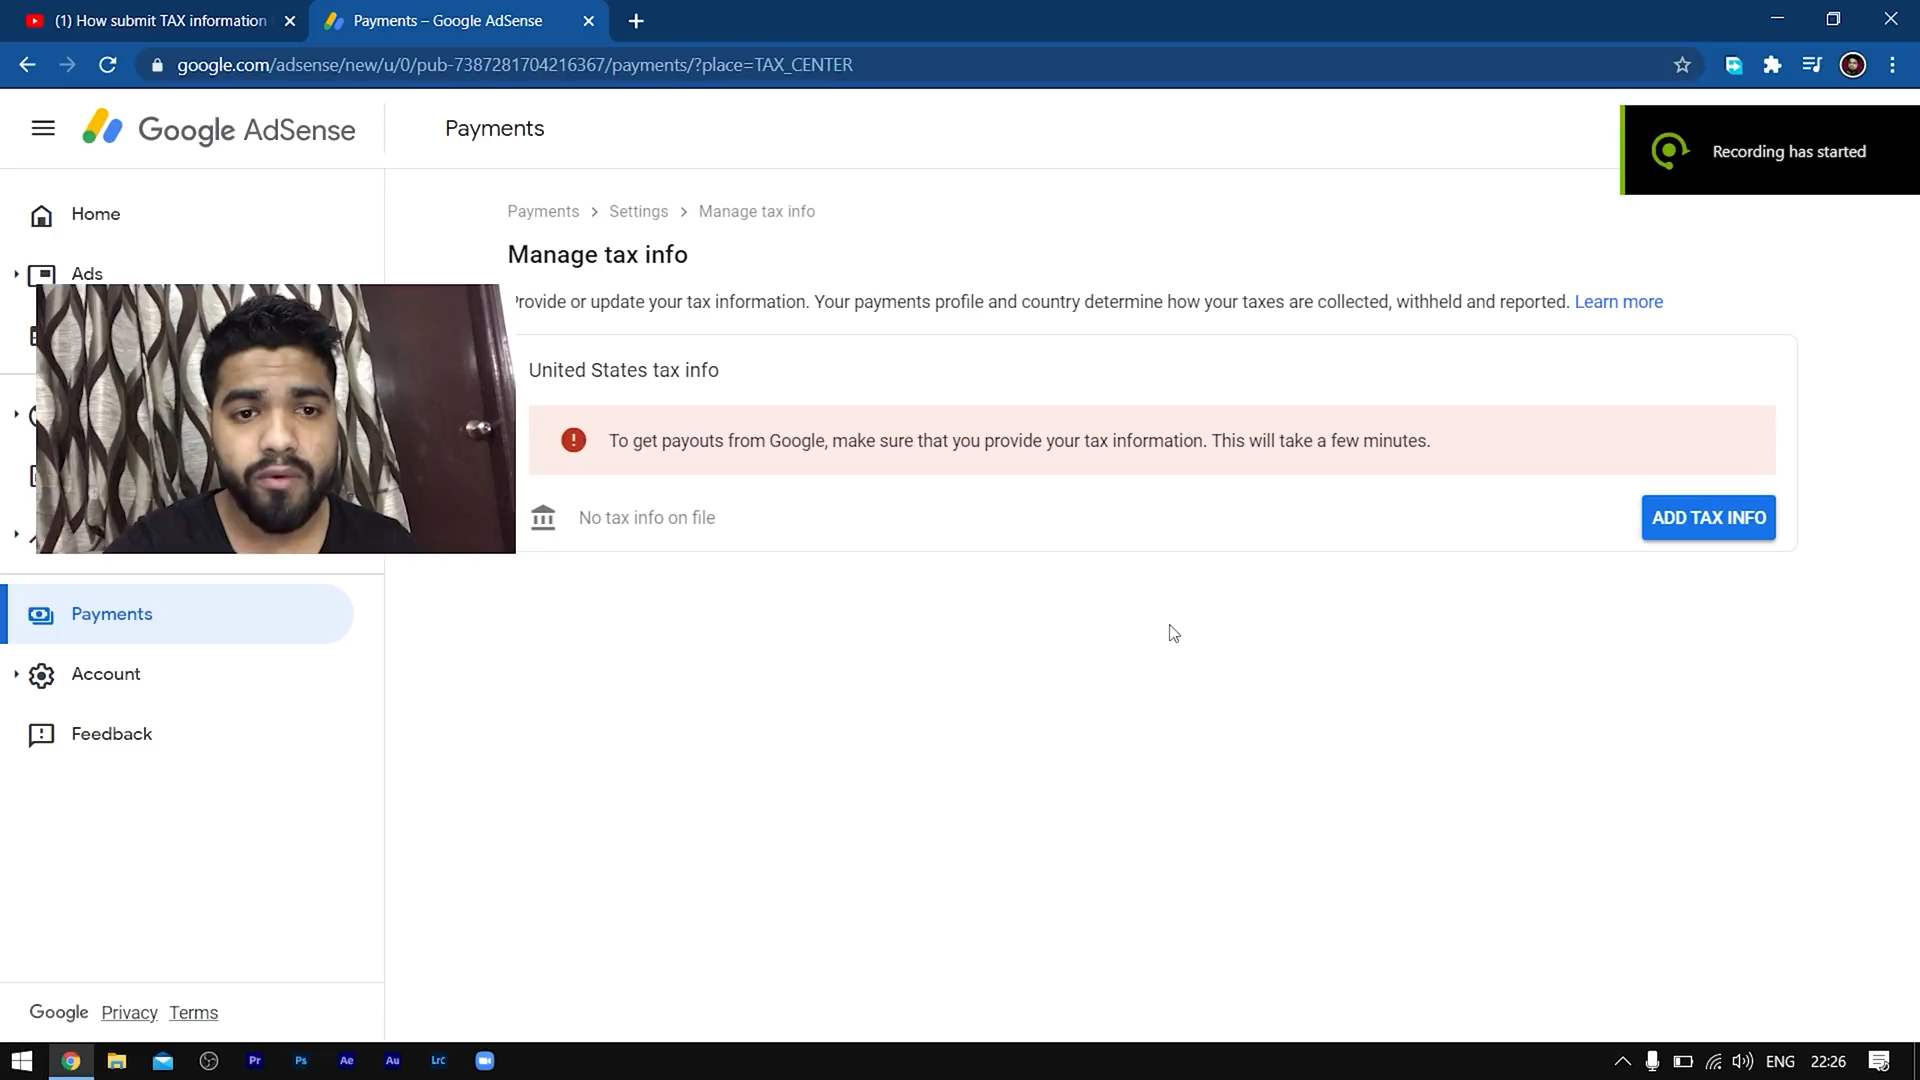 (1) How submit TAX information
Payments – Google AdSense
google.com/adsense/new/u/0/pub-7387281704216367/payments/?place=TAX_CENTER
Google AdSense
Payments
Recording has started
Home
Ads
Payments
Account
Feedback
Payments > Settings > Manage tax info
Manage tax info
rovide or update your tax information. Your payments profile and country determine how your taxes are collected, withheld and reported. Learn more
United States tax info
To get payouts from Google, make sure that you provide your tax information. This will take a few minutes.
No tax info on file
ADD TAX INFO
Google Privacy Terms
Pr Ps Ae Au Lrc
ENG 22:26